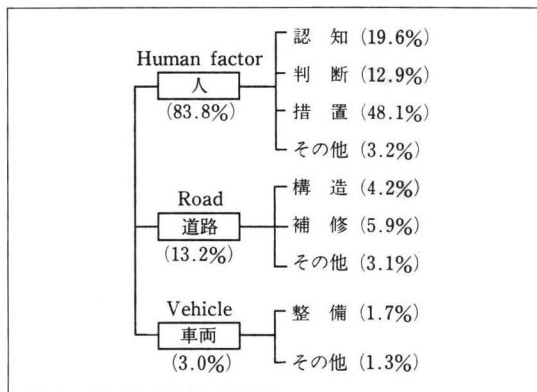 Human factor
人
(83.8%)
認 知 (19.6%)
判 断 (12.9%)
措 置 (48.1%)
その他 (3.2%)
Road
道路
(13.2%)
構 造 (4.2%)
補 修 (5.9%)
その他 (3.1%)
Vehicle
車両
(3.0%)
整 備 (1.7%)
その他 (1.3%)